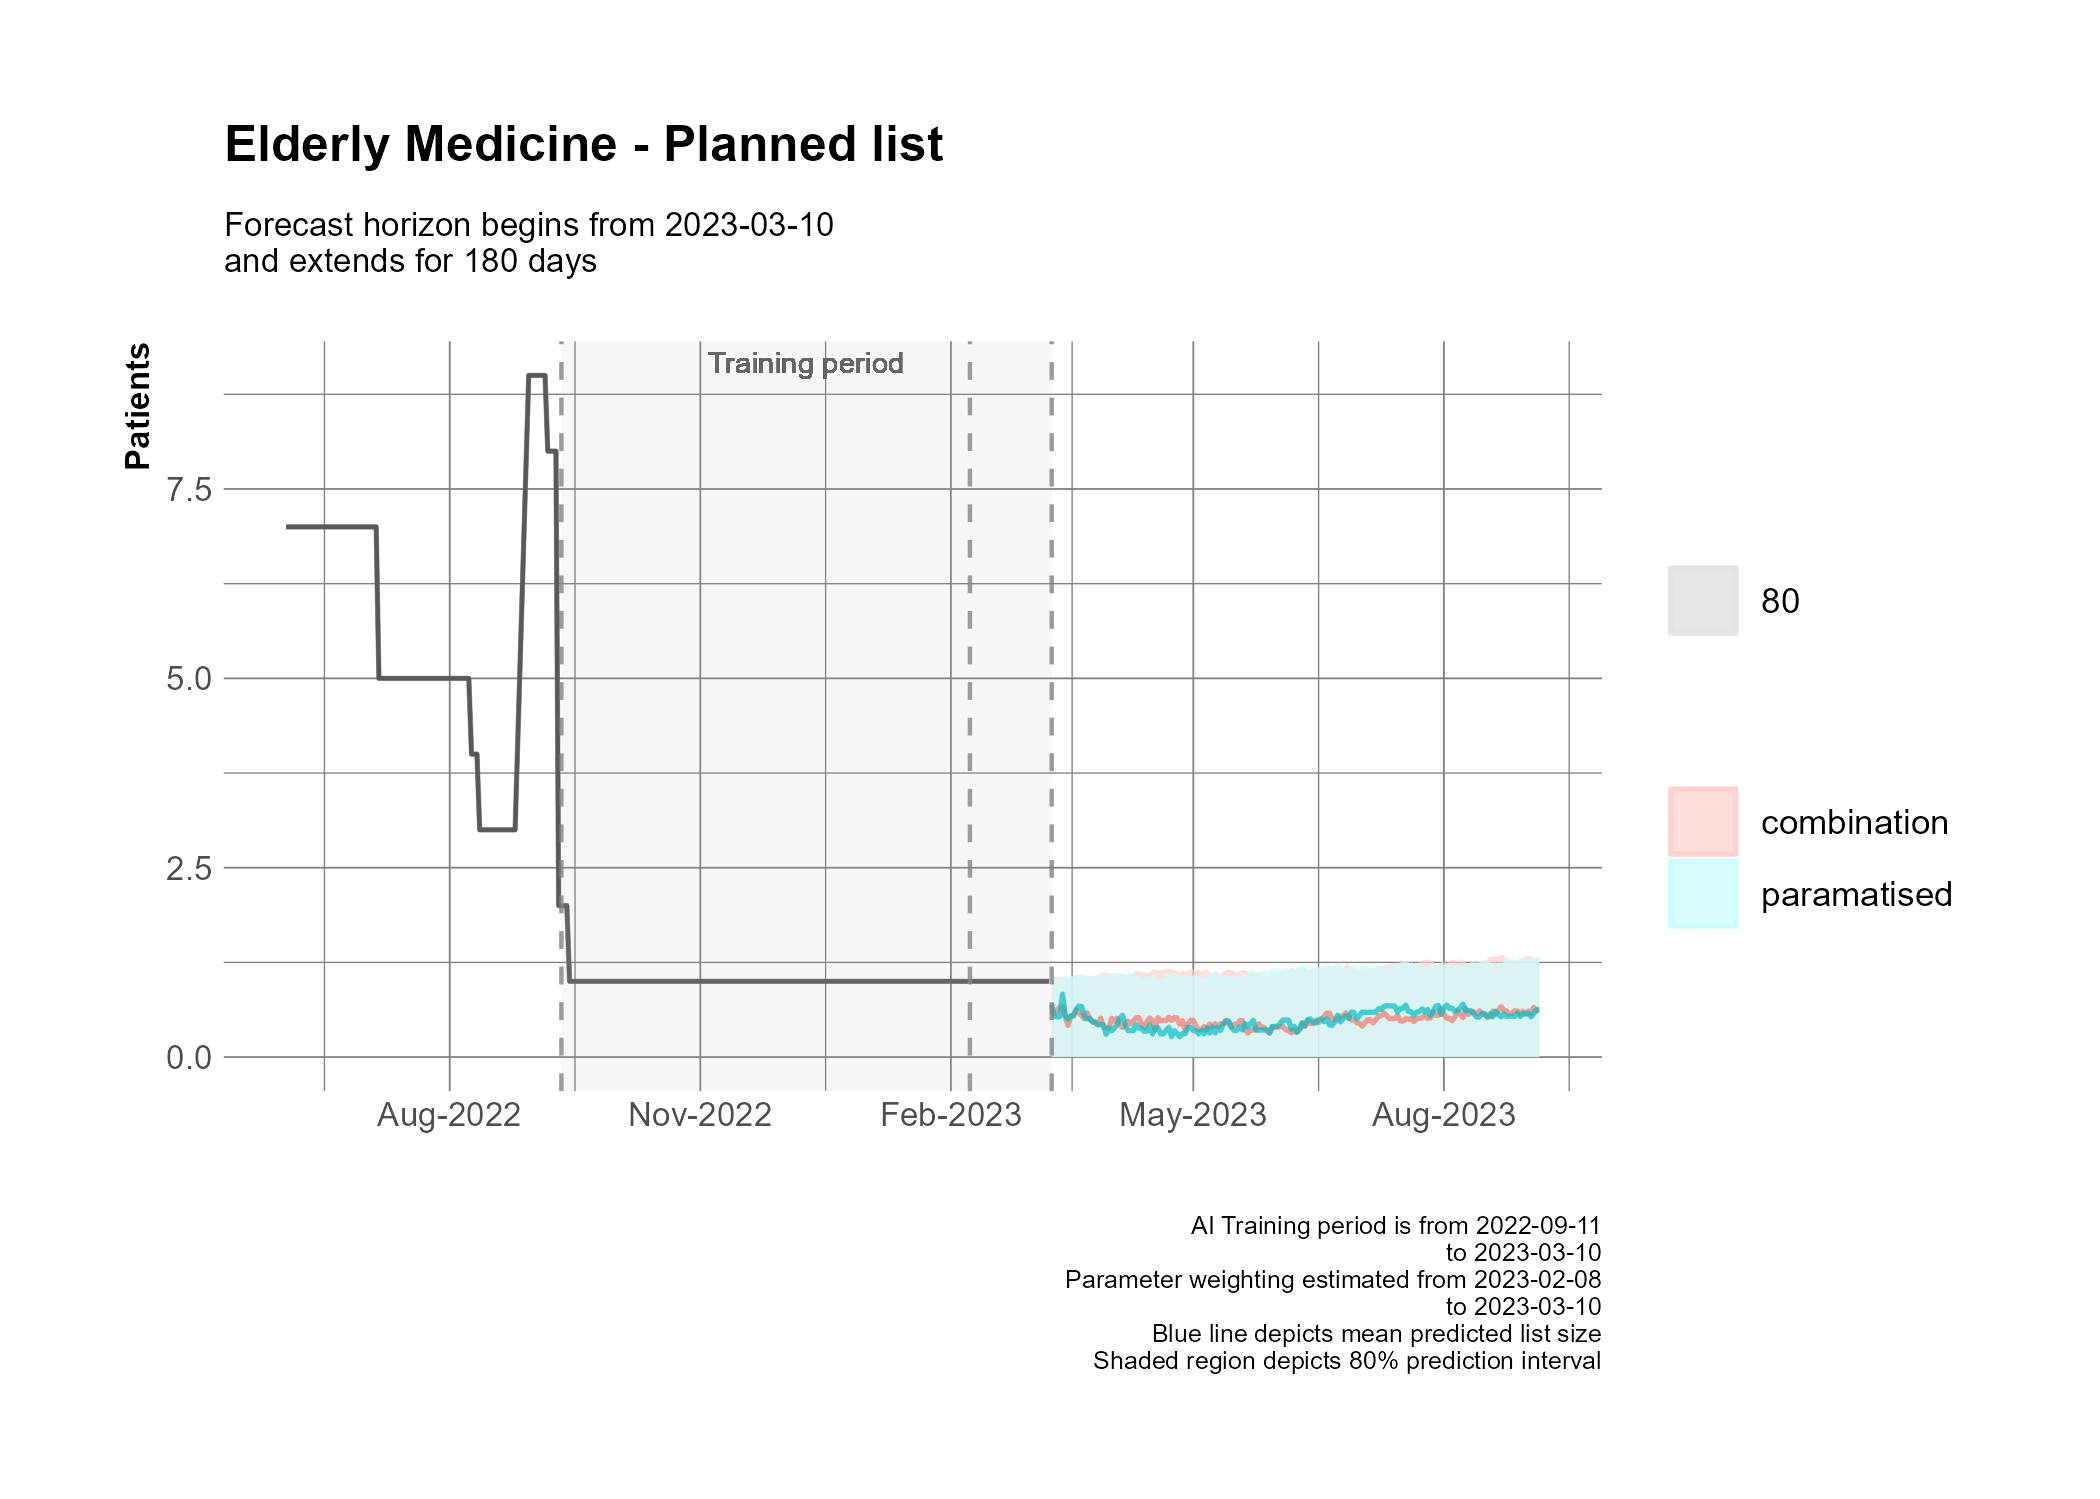 Elderly Medicine - Planned list
Forecast horizon begins from 2023-03-10
and extends for 180 days
Patients
Training period
7.5
5.0
2.5
0.0
Aug-2022
Nov-2022
Feb-2023
May-2023
Aug-2023
80
combination
paramatised
AI Training period is from 2022-09-11
to 2023-03-10
Parameter weighting estimated from 2023-02-08
to 2023-03-10
Blue line depicts mean predicted list size
Shaded region depicts 80% prediction interval